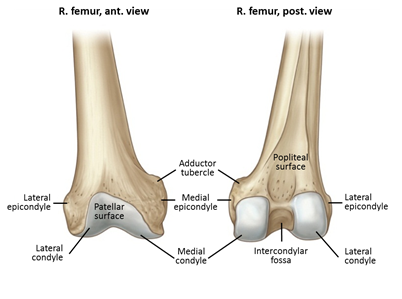 R. femur, ant. view
R. femur, post. view
Adductor
tubercle
Popliteal
surface
Lateral
epicondyle
Patellar
surface
Medial
epicondyle
Lateral
epicondyle
Lateral
condyle
Medial
condyle
Intercondylar
fossa
Lateral
condyle